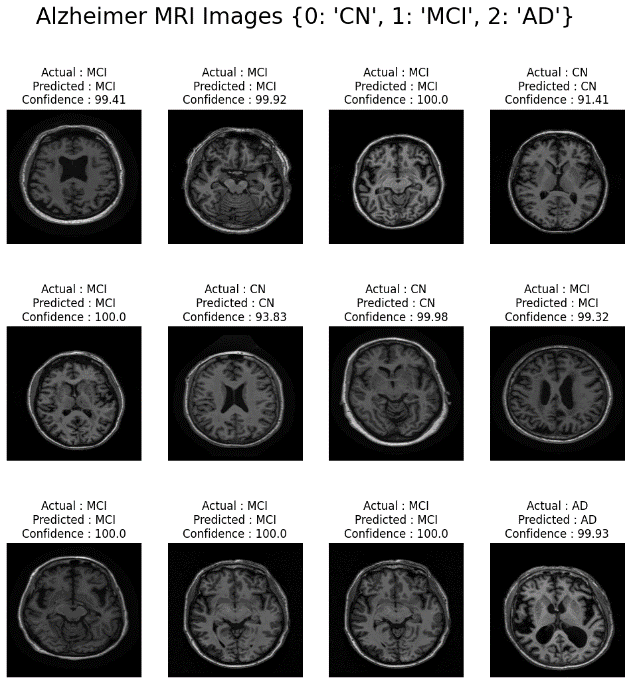 Alzheimer MRI Images {0: 'CN', 1: 'MCI', 2: 'AD'}
Actual : MCI
Predicted : MCI
Confidence : 99.41
Actual : MCI
Predicted : MCI
Confidence : 99.92
Actual : MCI
Predicted : MCI
Confidence : 100.0
Actual : CN
Predicted : CN
Confidence : 91.41
Actual : MCI
Predicted : MCI
Confidence : 100.0
Actual : CN
Predicted : CN
Confidence : 93.83
Actual : CN
Predicted : CN
Confidence : 99.98
Actual : MCI
Predicted : MCI
Confidence : 99.32
Actual : MCI
Predicted : MCI
Confidence : 100.0
Actual : MCI
Predicted : MCI
Confidence : 100.0
Actual : MCI
Predicted : MCI
Confidence : 100.0
Actual : AD
Predicted : AD
Confidence : 99.93